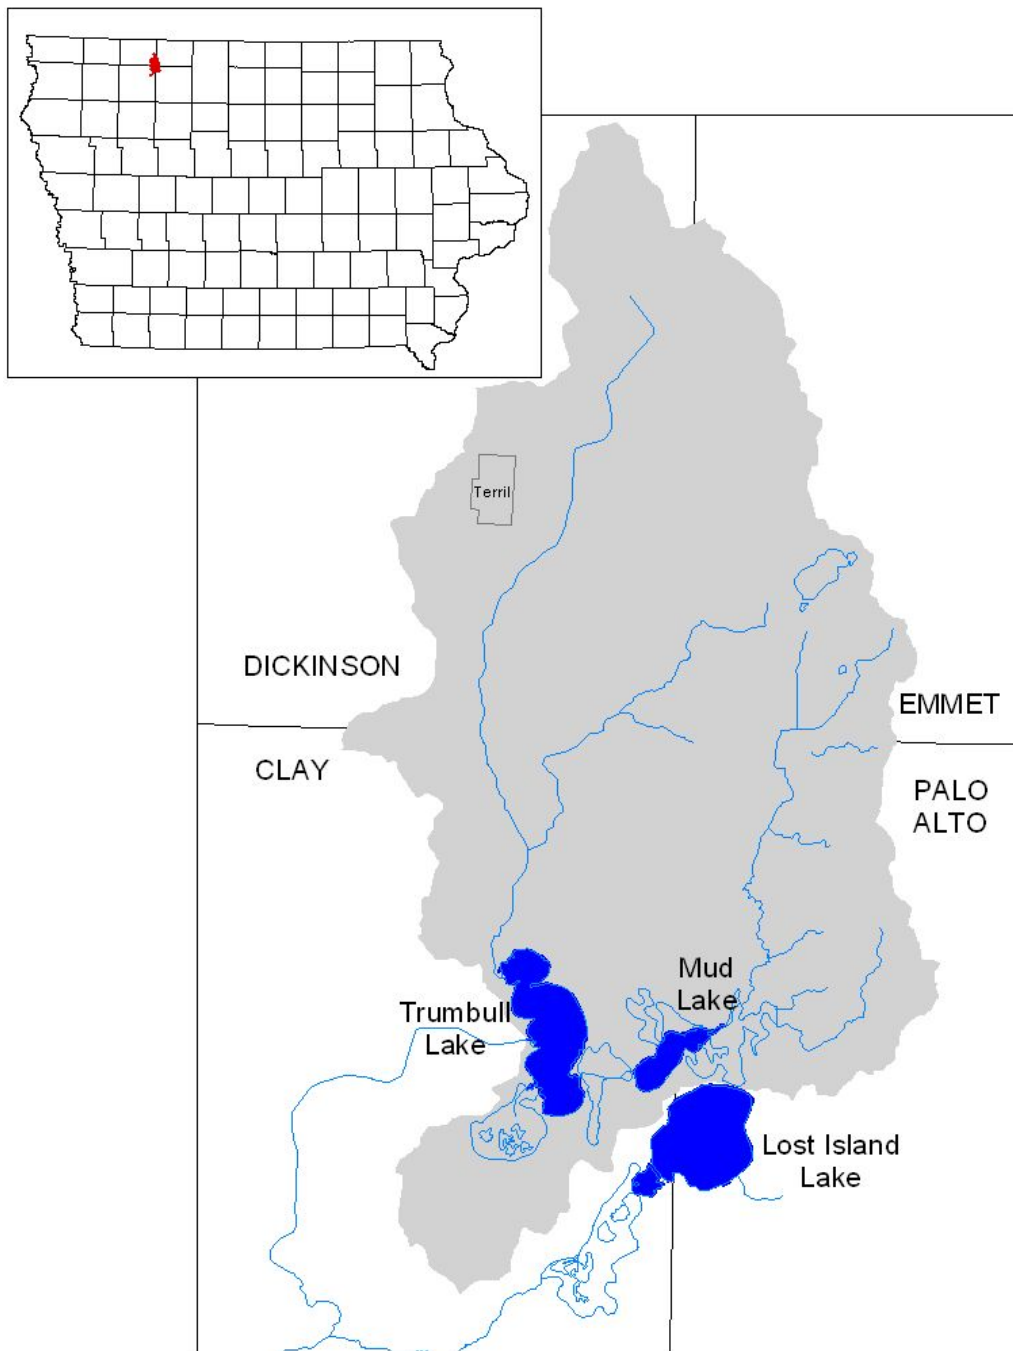 Terril
DICKINSON
EMMET
CLAY
PALO
ALTO
Mud
Lake
Trumbull
Lake
Lost Island
Lake